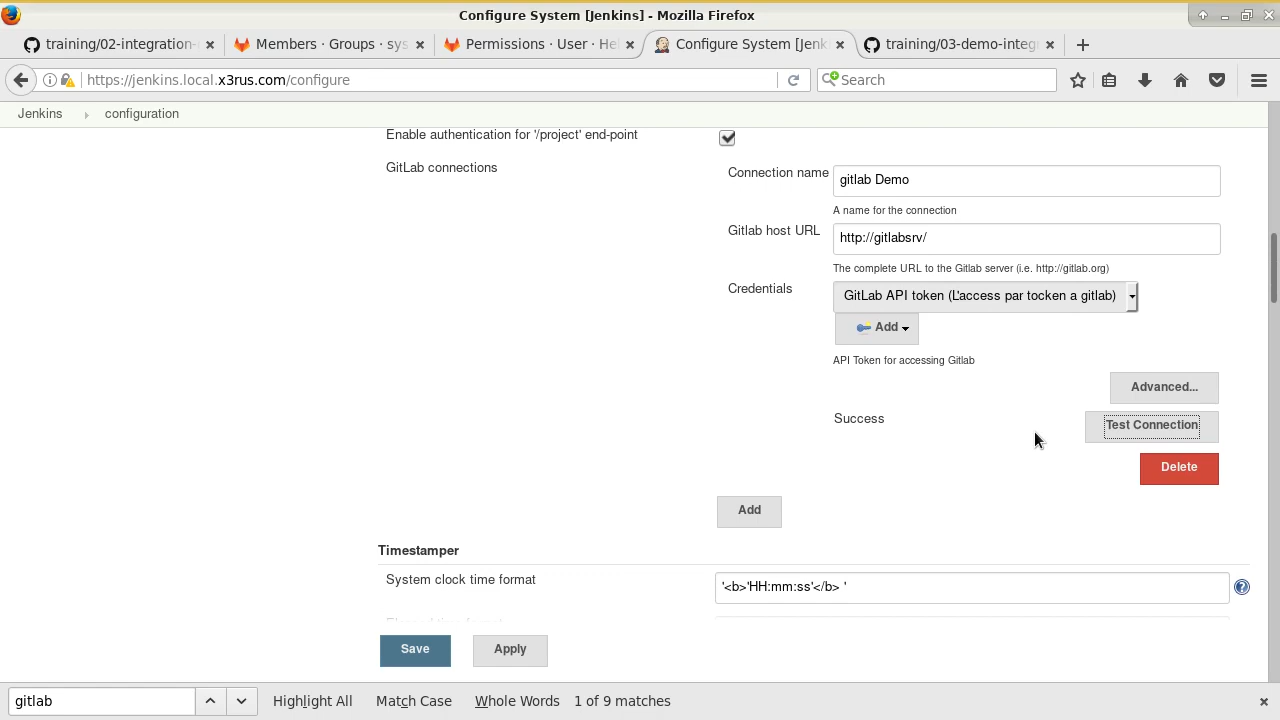 Configure System [Jenkins] - Mozilla Firefox
training/02-integration-
Members · Groups · sys
Permissions · User · Hel
Configure System [Jenk
training/03-demo-integ
https://jenkins.local.x3rus.com/configure
Search
Jenkins
configuration
Enable authentication for '/project' end-point
GitLab connections
Connection name
gitlab Demo
A name for the connection
Gitlab host URL
http://gitlabsrv/
The complete URL to the Gitlab server (i.e. http://gitlab.org)
Credentials
GitLab API token (L'access par tocken a gitlab)
Add
API Token for accessing Gitlab
Advanced...
Success
Test Connection
Delete
Add
Timestamper
System clock time format
'<b>'HH:mm:ss'</b> '
Save
Apply
gitlab
Highlight All
Match Case
Whole Words
1 of 9 matches